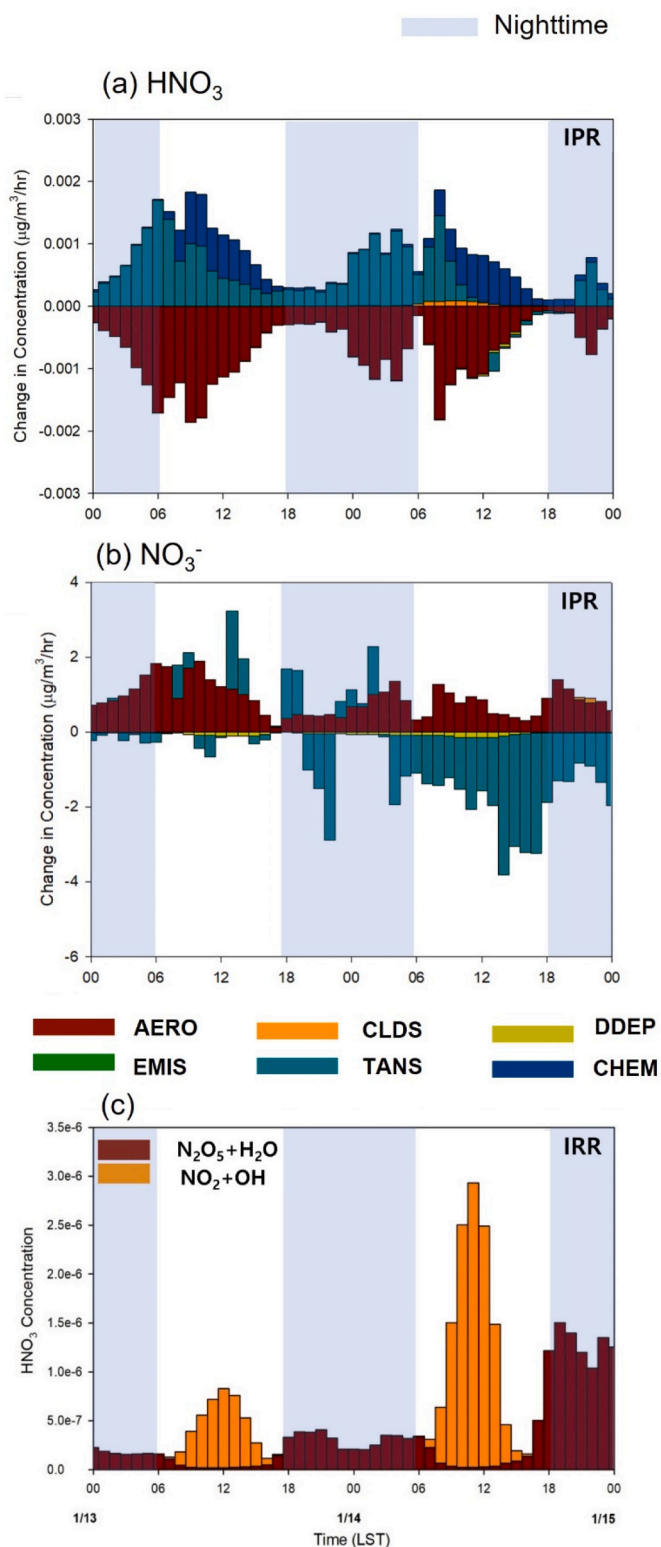 Nighttime
(a) HNO₃
IPR
Change in Concentration (μg/m³/hr)
0.003
0.002
0.001
0.000
-0.001
-0.002
-0.003
00 06 12 18 00 06 12 18 00
(b) NO₃⁻
IPR
Change in Concentration (μg/m³/hr)
4
2
0
-2
-4
-6
00 06 12 18 00 06 12 18 00
AERO CLDS DDEP
EMIS TANS CHEM
(c)
N₂O₅+H₂O
NO₂+OH
IRR
HNO₃ Concentration
3.5e-6
3.0e-6
2.5e-6
2.0e-6
1.5e-6
1.0e-6
5.0e-7
0.0
00 06 12 18 00 06 12 18 00
1/13 1/14 1/15
Time (LST)